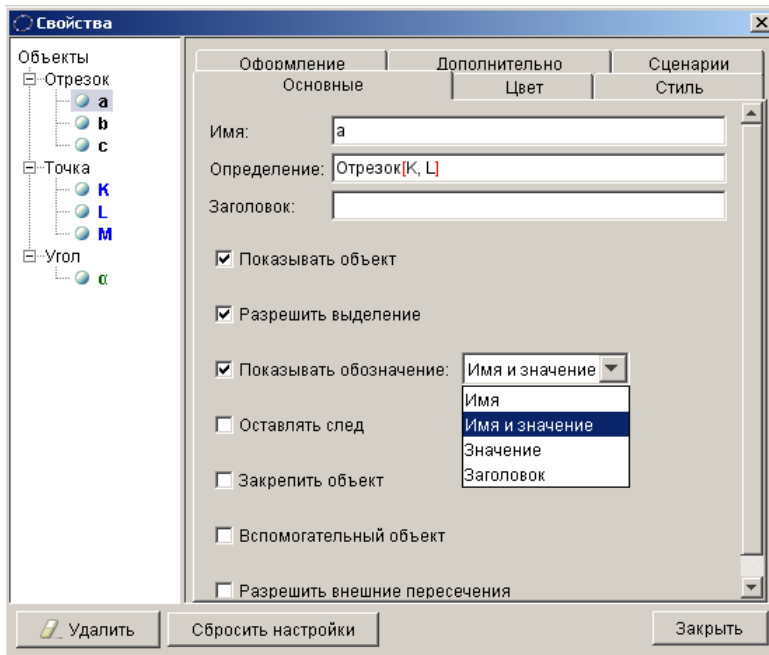 Свойства
Объекты
Отрезок
a
b
c
Точка
K
L
M
Угол
α
Оформление
Дополнительно
Сценарии
Основные
Цвет
Стиль
Имя: a
Определение: Отрезок[K, L]
Заголовок:
Показывать объект
Разрешить выделение
Показывать обозначение: Имя и значение
Имя
Имя и значение
Значение
Заголовок
Оставлять след
Закрепить объект
Вспомогательный объект
Разрешить внешние пересечения
Удалить
Сбросить настройки
Закрыть